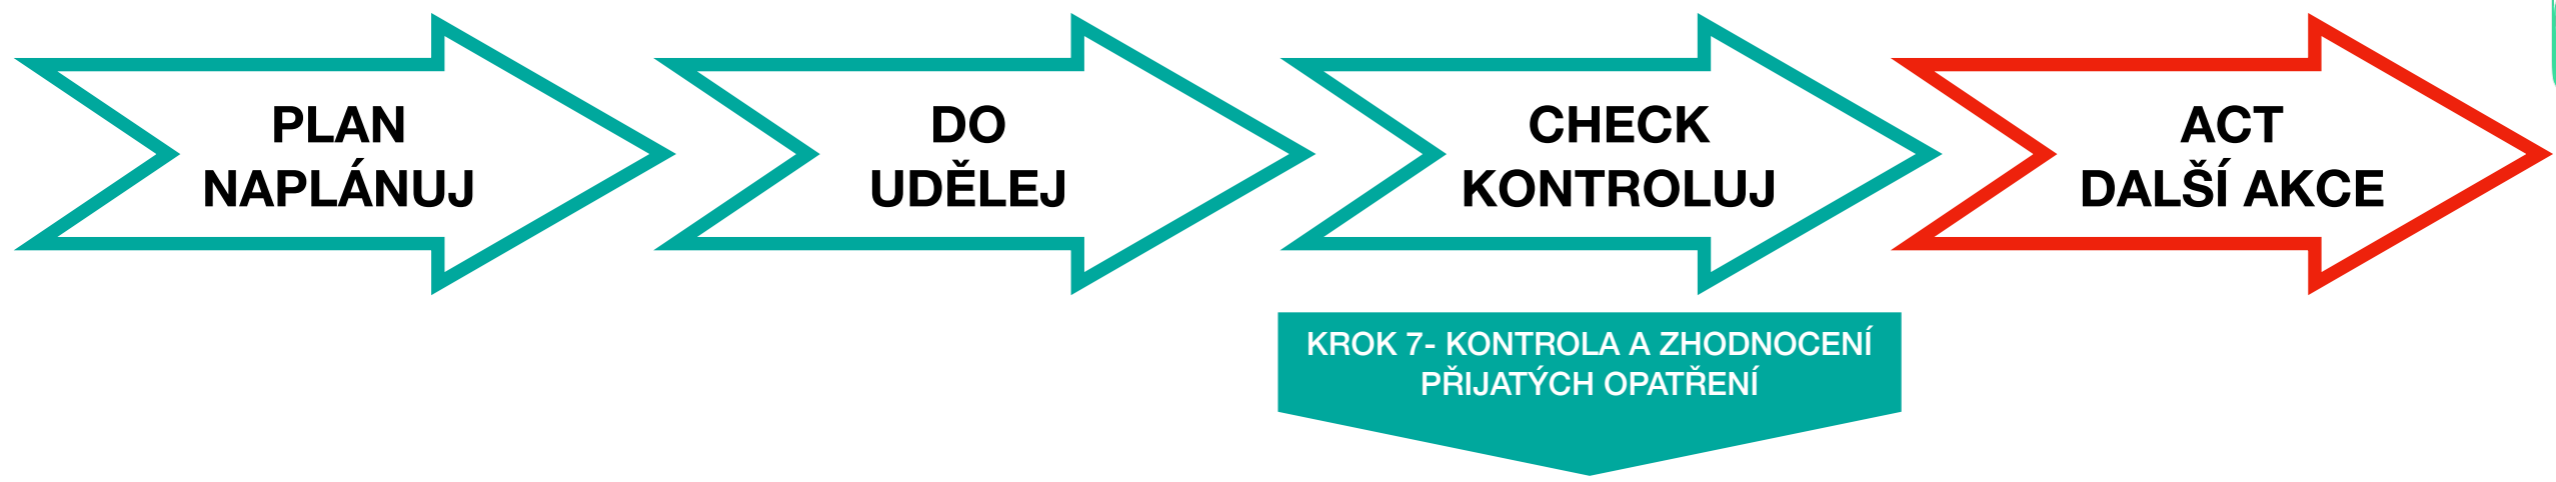 PLAN
NAPLÁNUJ
DO
UDĚLEJ
CHECK
KONTROLUJ
ACT
DALŠÍ AKCE
KROK 7- KONTROLA A ZHODNOCENÍ
PŘIJATÝCH OPATŘENÍ